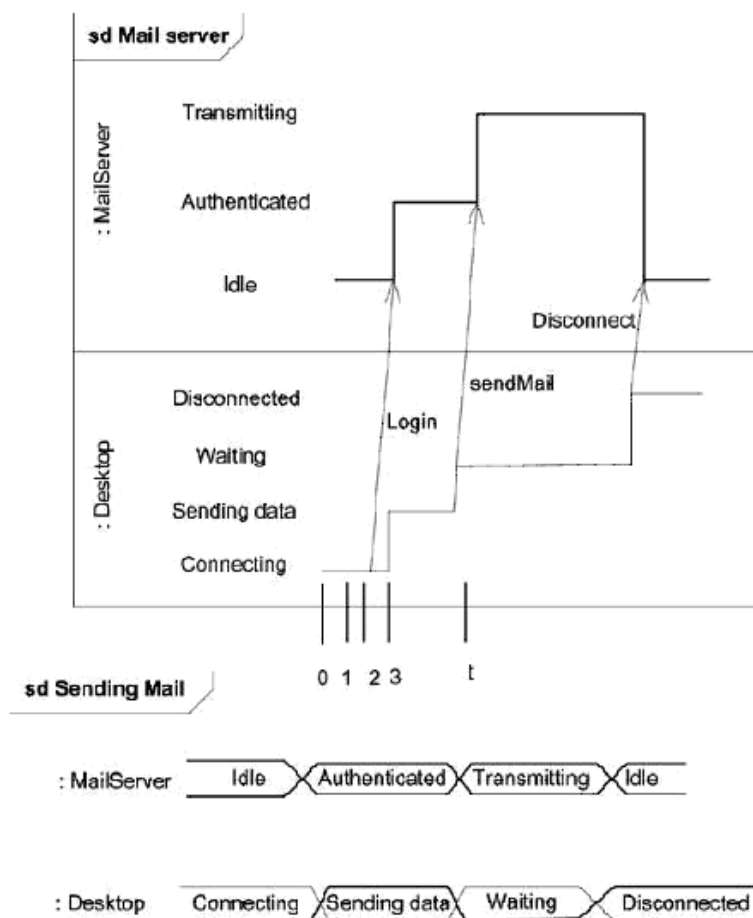 sd Mail server
Transmitting
: MailServer
Authenticated
Idle
Disconnect
sendMail
Disconnected
Login
Waiting
: Desktop
Sending data
Connecting
0 1 2 3 t
sd Sending Mail
: MailServer Idle Authenticated Transmitting Idle
: Desktop Connecting Sending data Waiting Disconnected